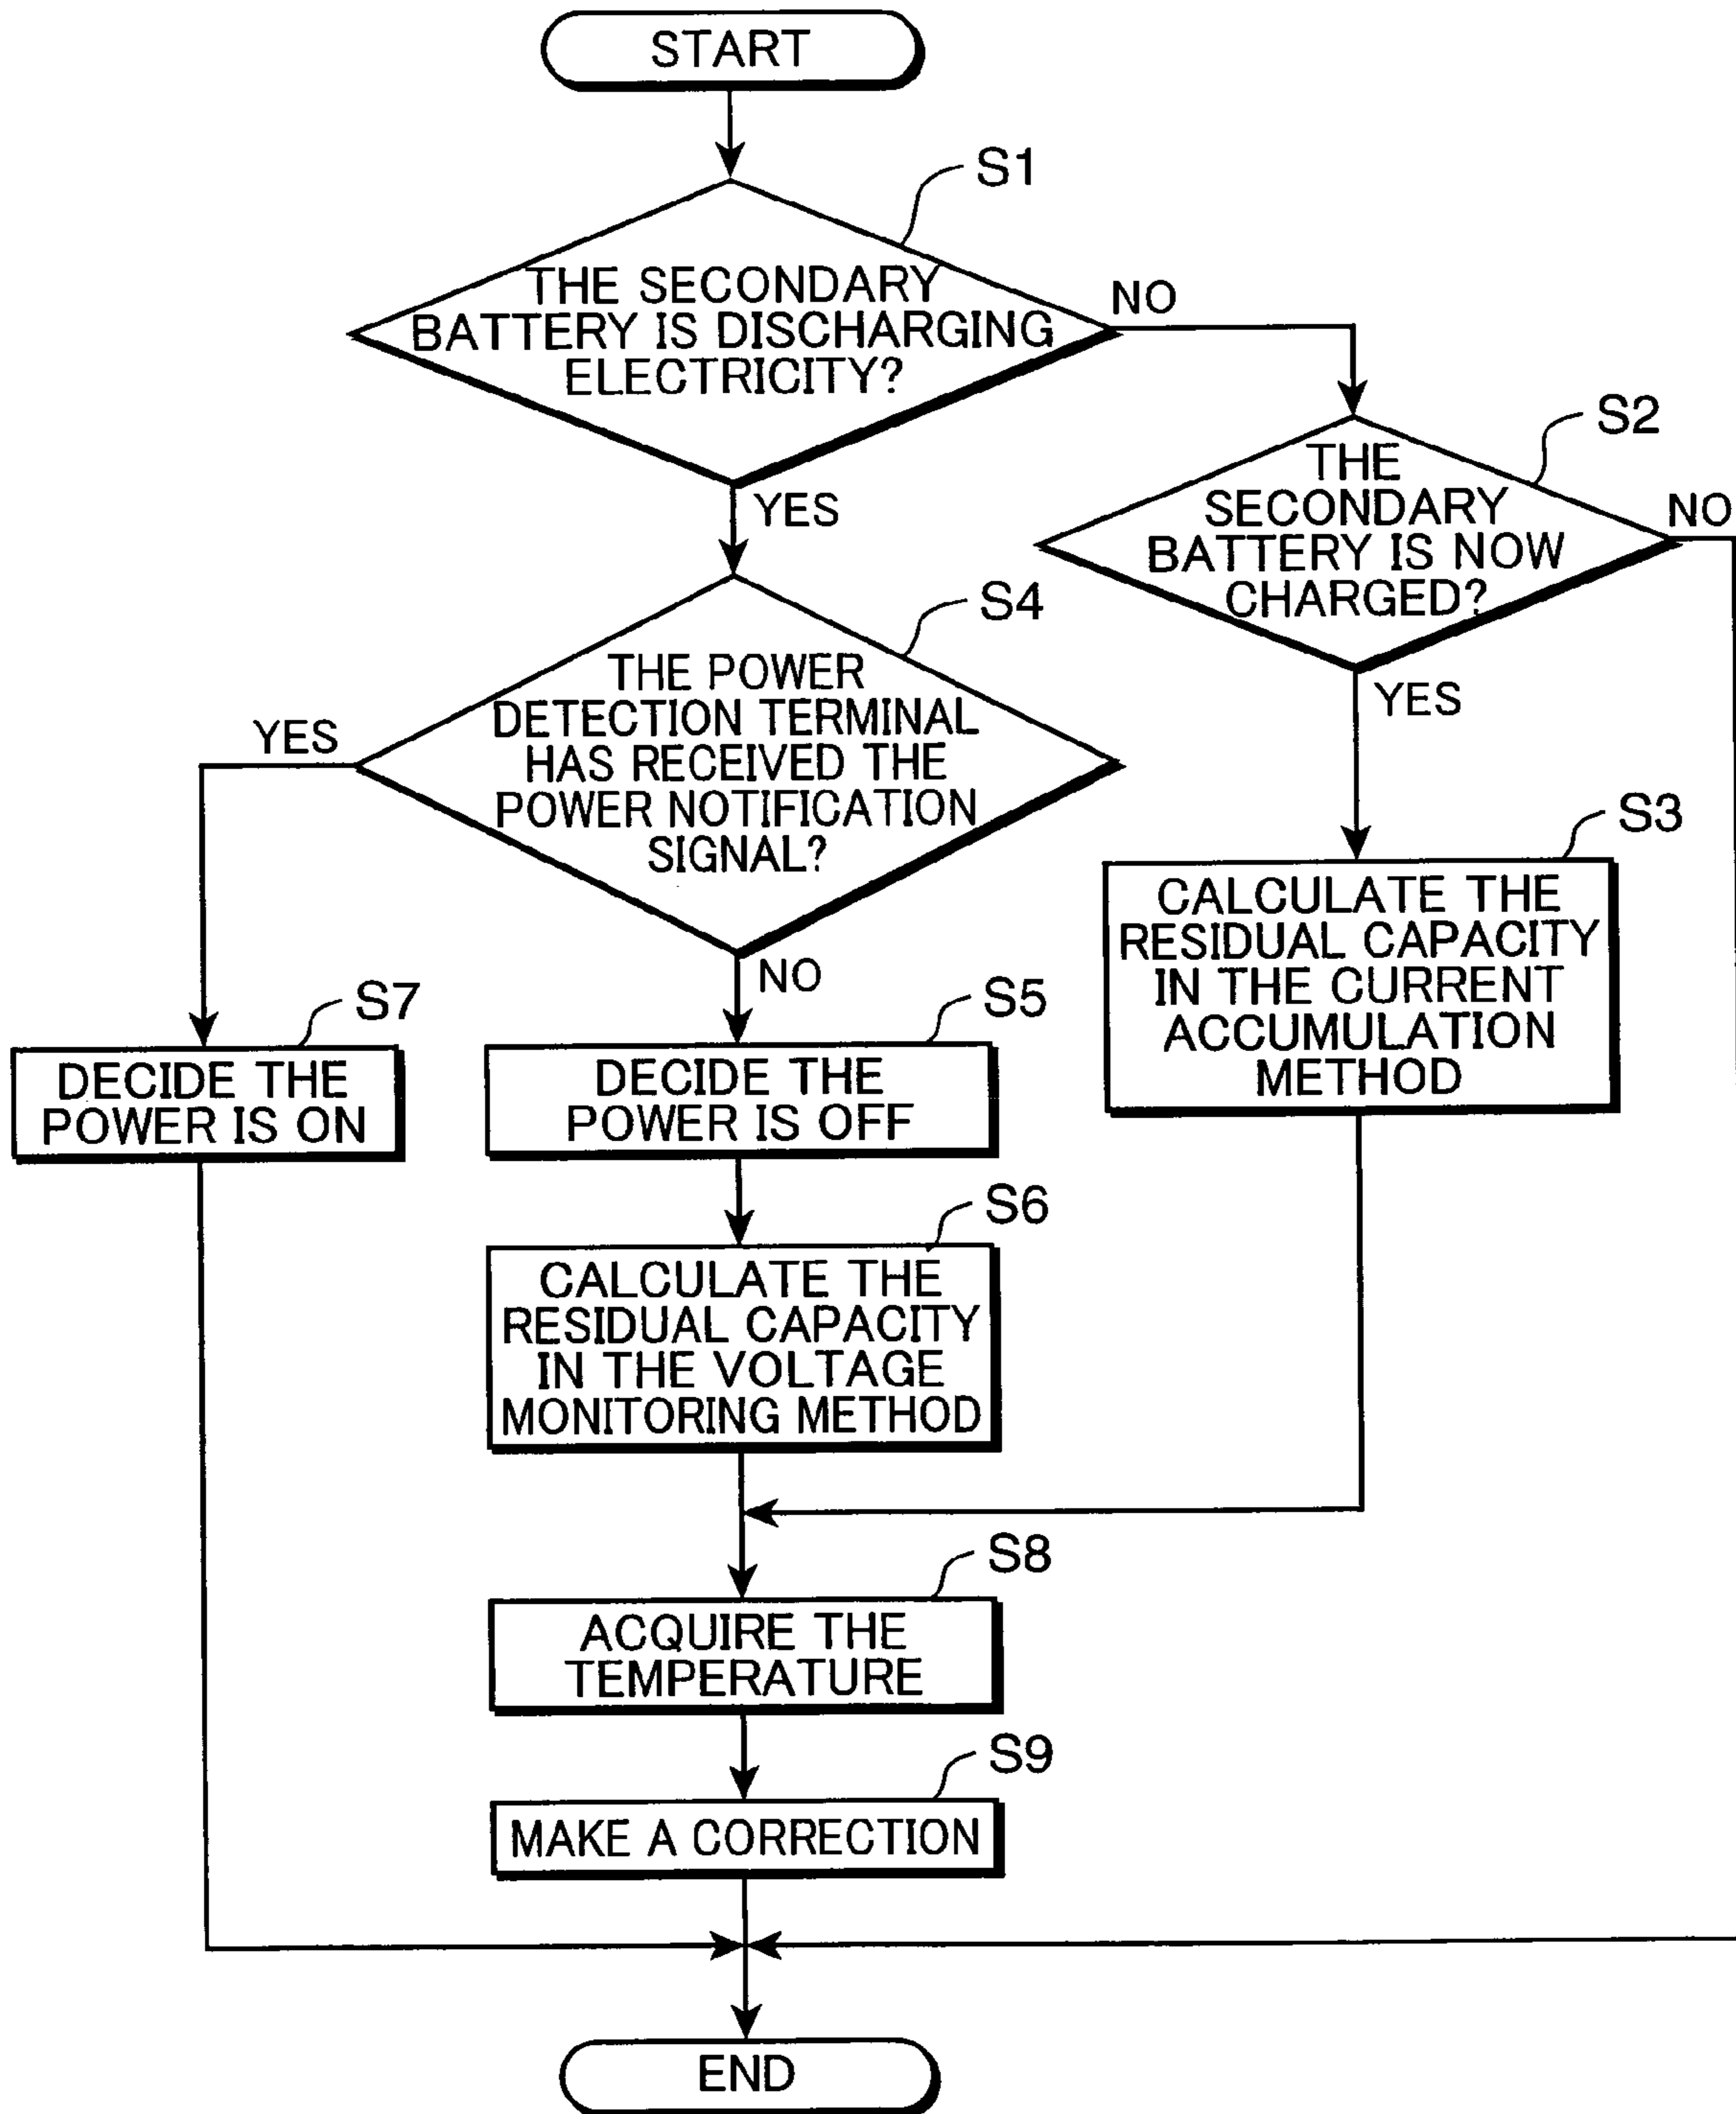 START
S1
THE SECONDARY
BATTERY IS DISCHARGING
ELECTRICITY?
NO
YES
S2
THE
SECONDARY
BATTERY IS NOW
CHARGED?
NO
YES
S4
THE POWER
DETECTION TERMINAL
HAS RECEIVED THE
POWER NOTIFICATION
SIGNAL?
YES
NO
S3
CALCULATE THE
RESIDUAL CAPACITY
IN THE CURRENT
ACCUMULATION
METHOD
S7
DECIDE THE
POWER IS ON
S5
DECIDE THE
POWER IS OFF
S6
CALCULATE THE
RESIDUAL CAPACITY
IN THE VOLTAGE
MONITORING METHOD
S8
ACQUIRE THE
TEMPERATURE
S9
MAKE A CORRECTION
END